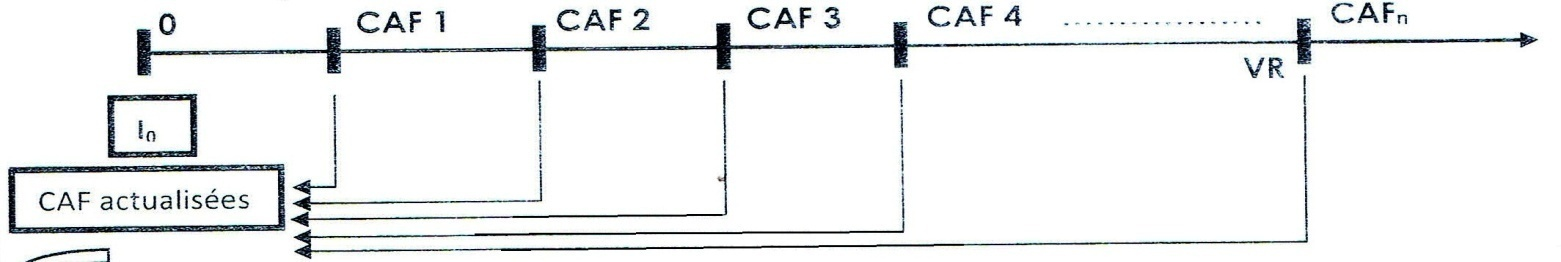 0 CAF 1 CAF 2 CAF 3 CAF 4 ..................... CAFₙ
VR
I₀
CAF actualisées